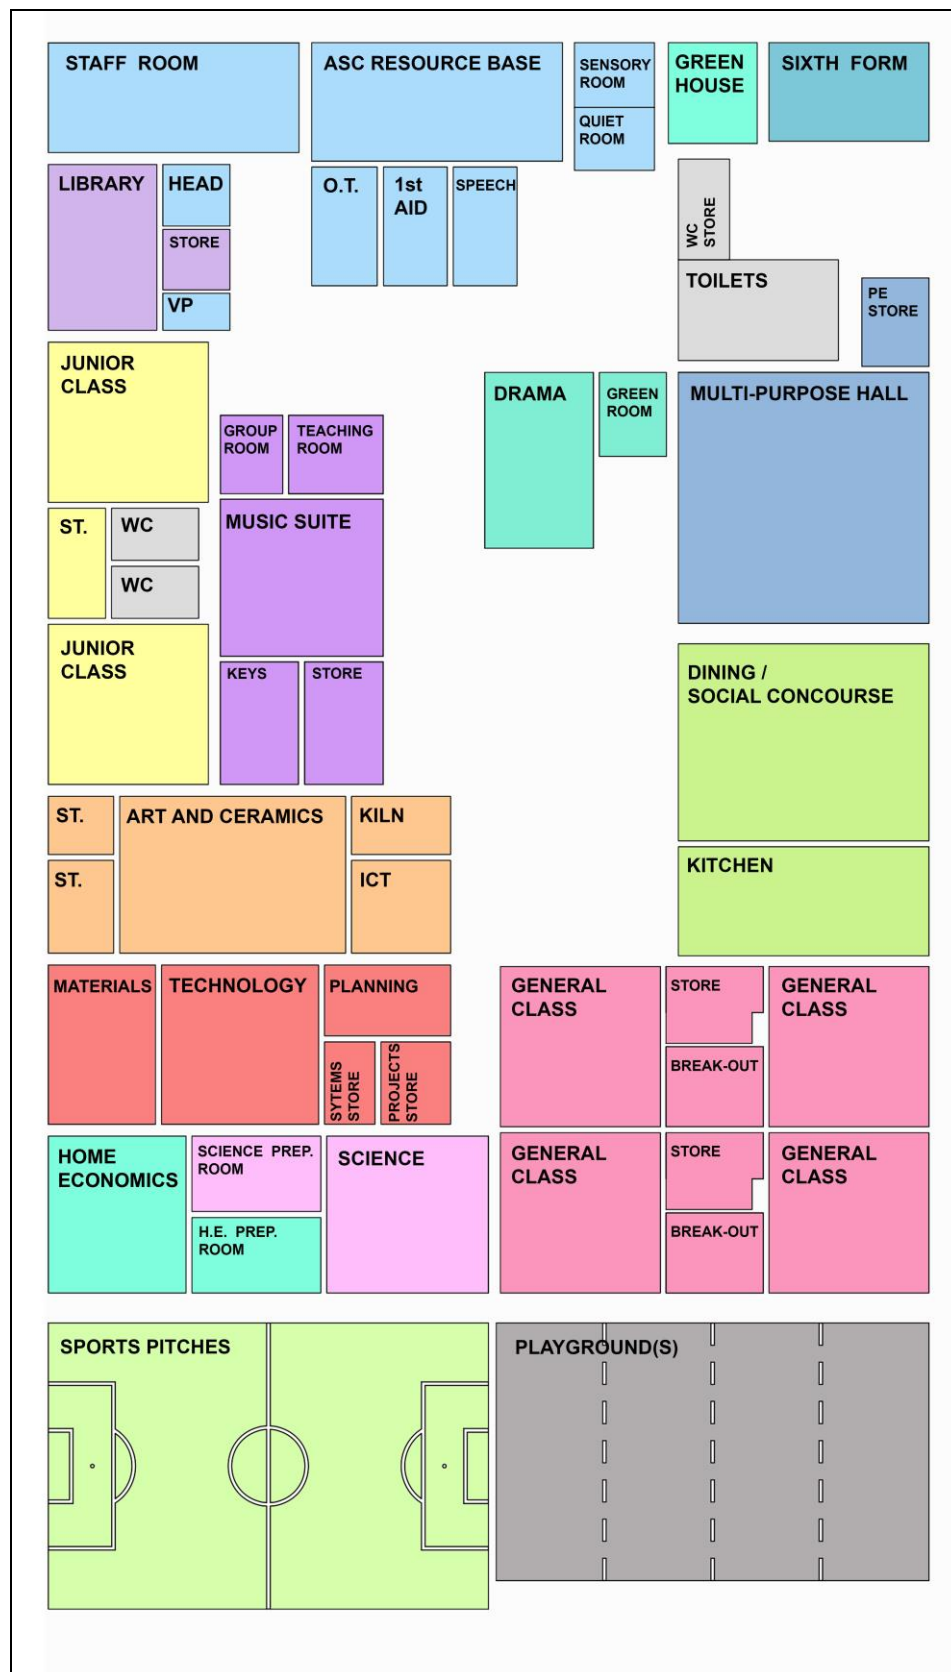 STAFF ROOM
ASC RESOURCE BASE
SENSORY
ROOM
QUIET
ROOM
GREEN
HOUSE
SIXTH FORM
LIBRARY
HEAD
STORE
VP
O.T.
1st
AID
SPEECH
WC
STORE
TOILETS
PE
STORE
JUNIOR
CLASS
GROUP
ROOM
TEACHING
ROOM
DRAMA
GREEN
ROOM
MULTI-PURPOSE HALL
ST.
WC
WC
MUSIC SUITE
JUNIOR
CLASS
KEYS
STORE
DINING /
SOCIAL CONCOURSE
ST.
ART AND CERAMICS
KILN
ST.
ICT
KITCHEN
MATERIALS
TECHNOLOGY
PLANNING
SYTEMS
STORE
PROJECTS
STORE
GENERAL
CLASS
STORE
BREAK-OUT
GENERAL
CLASS
HOME
ECONOMICS
SCIENCE PREP.
ROOM
H.E. PREP.
ROOM
SCIENCE
GENERAL
CLASS
STORE
BREAK-OUT
GENERAL
CLASS
SPORTS PITCHES
PLAYGROUND(S)